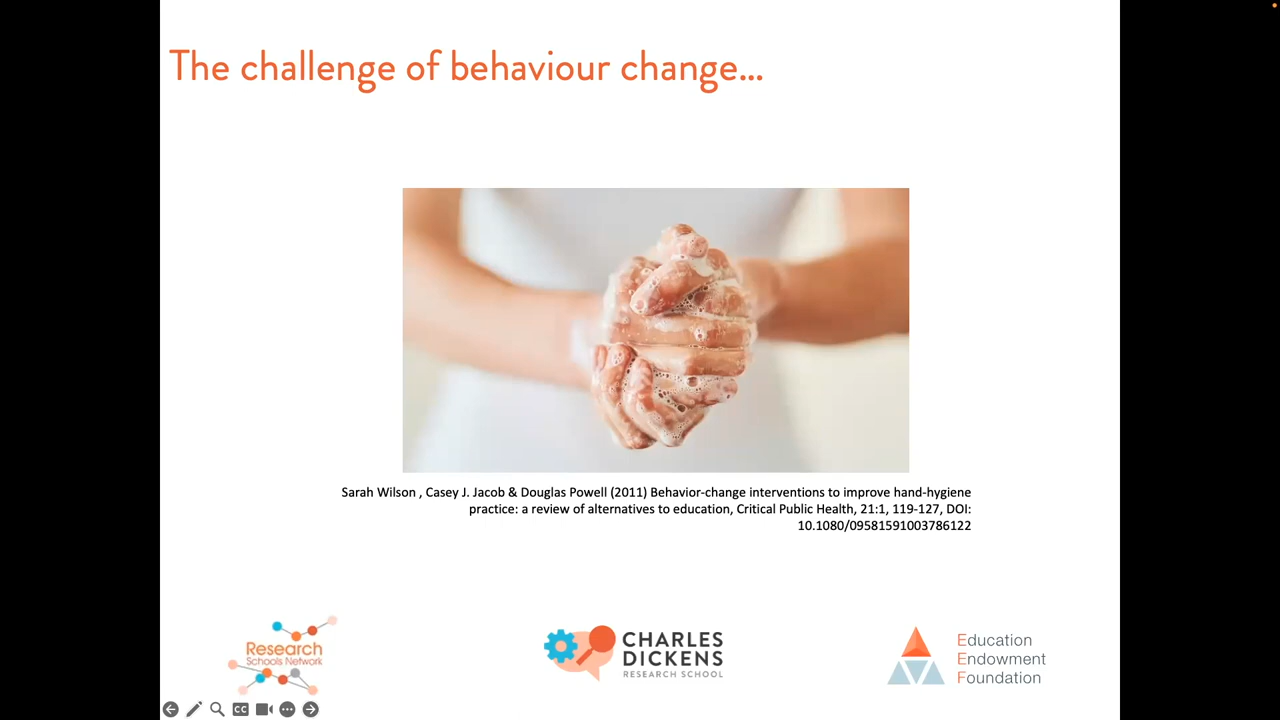 The challenge of behaviour change...
Sarah Wilson , Casey J. Jacob & Douglas Powell (2011) Behavior-change interventions to improve hand-hygiene
practice: a review of alternatives to education, Critical Public Health, 21:1, 119-127, DOI:
10.1080/09581591003786122
Research
Schools Network
CHARLES
DICKENS
RESEARCH SCHOOL
Education
Endowment
Foundation
CC